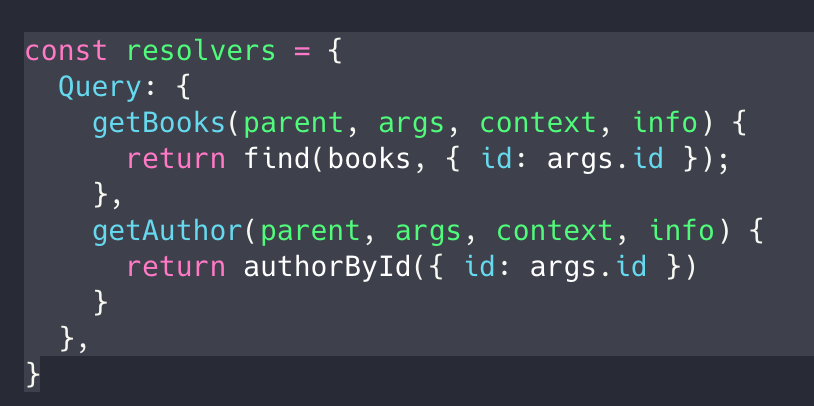 const resolvers = {
  Query: {
    getBooks(parent, args, context, info) {
      return find(books, { id: args.id });
    },
    getAuthor(parent, args, context, info) {
      return authorById({ id: args.id })
    }
  },
}